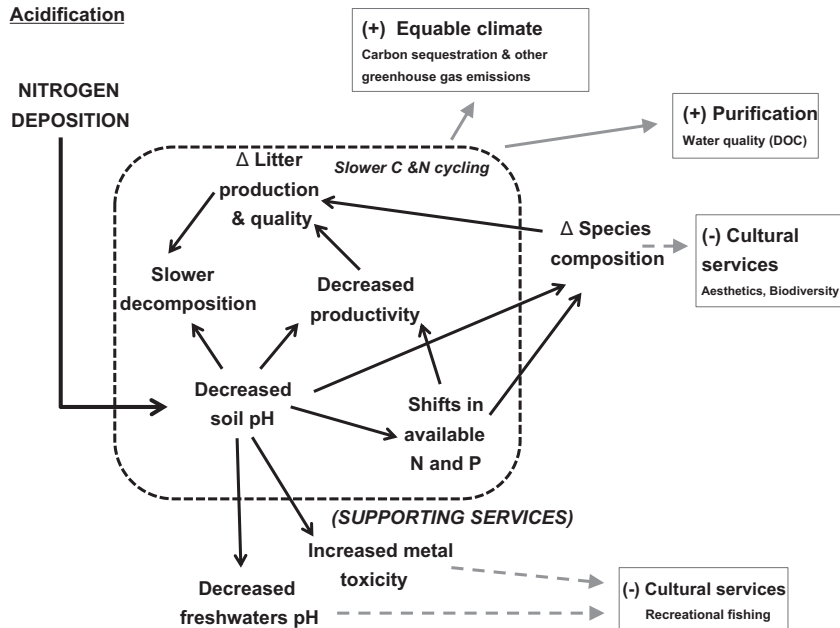 Acidification
NITROGEN
DEPOSITION
(+) Equable climate
Carbon sequestration & other
greenhouse gas emissions
(+) Purification
Water quality (DOC)
Δ Litter
production
& quality
Slower C &N cycling
Δ Species
composition
(-) Cultural
services
Aesthetics, Biodiversity
Slower
decomposition
Decreased
productivity
Decreased
soil pH
Shifts in
available
N and P
(SUPPORTING SERVICES)
Increased metal
toxicity
Decreased
freshwaters pH
(-) Cultural services
Recreational fishing